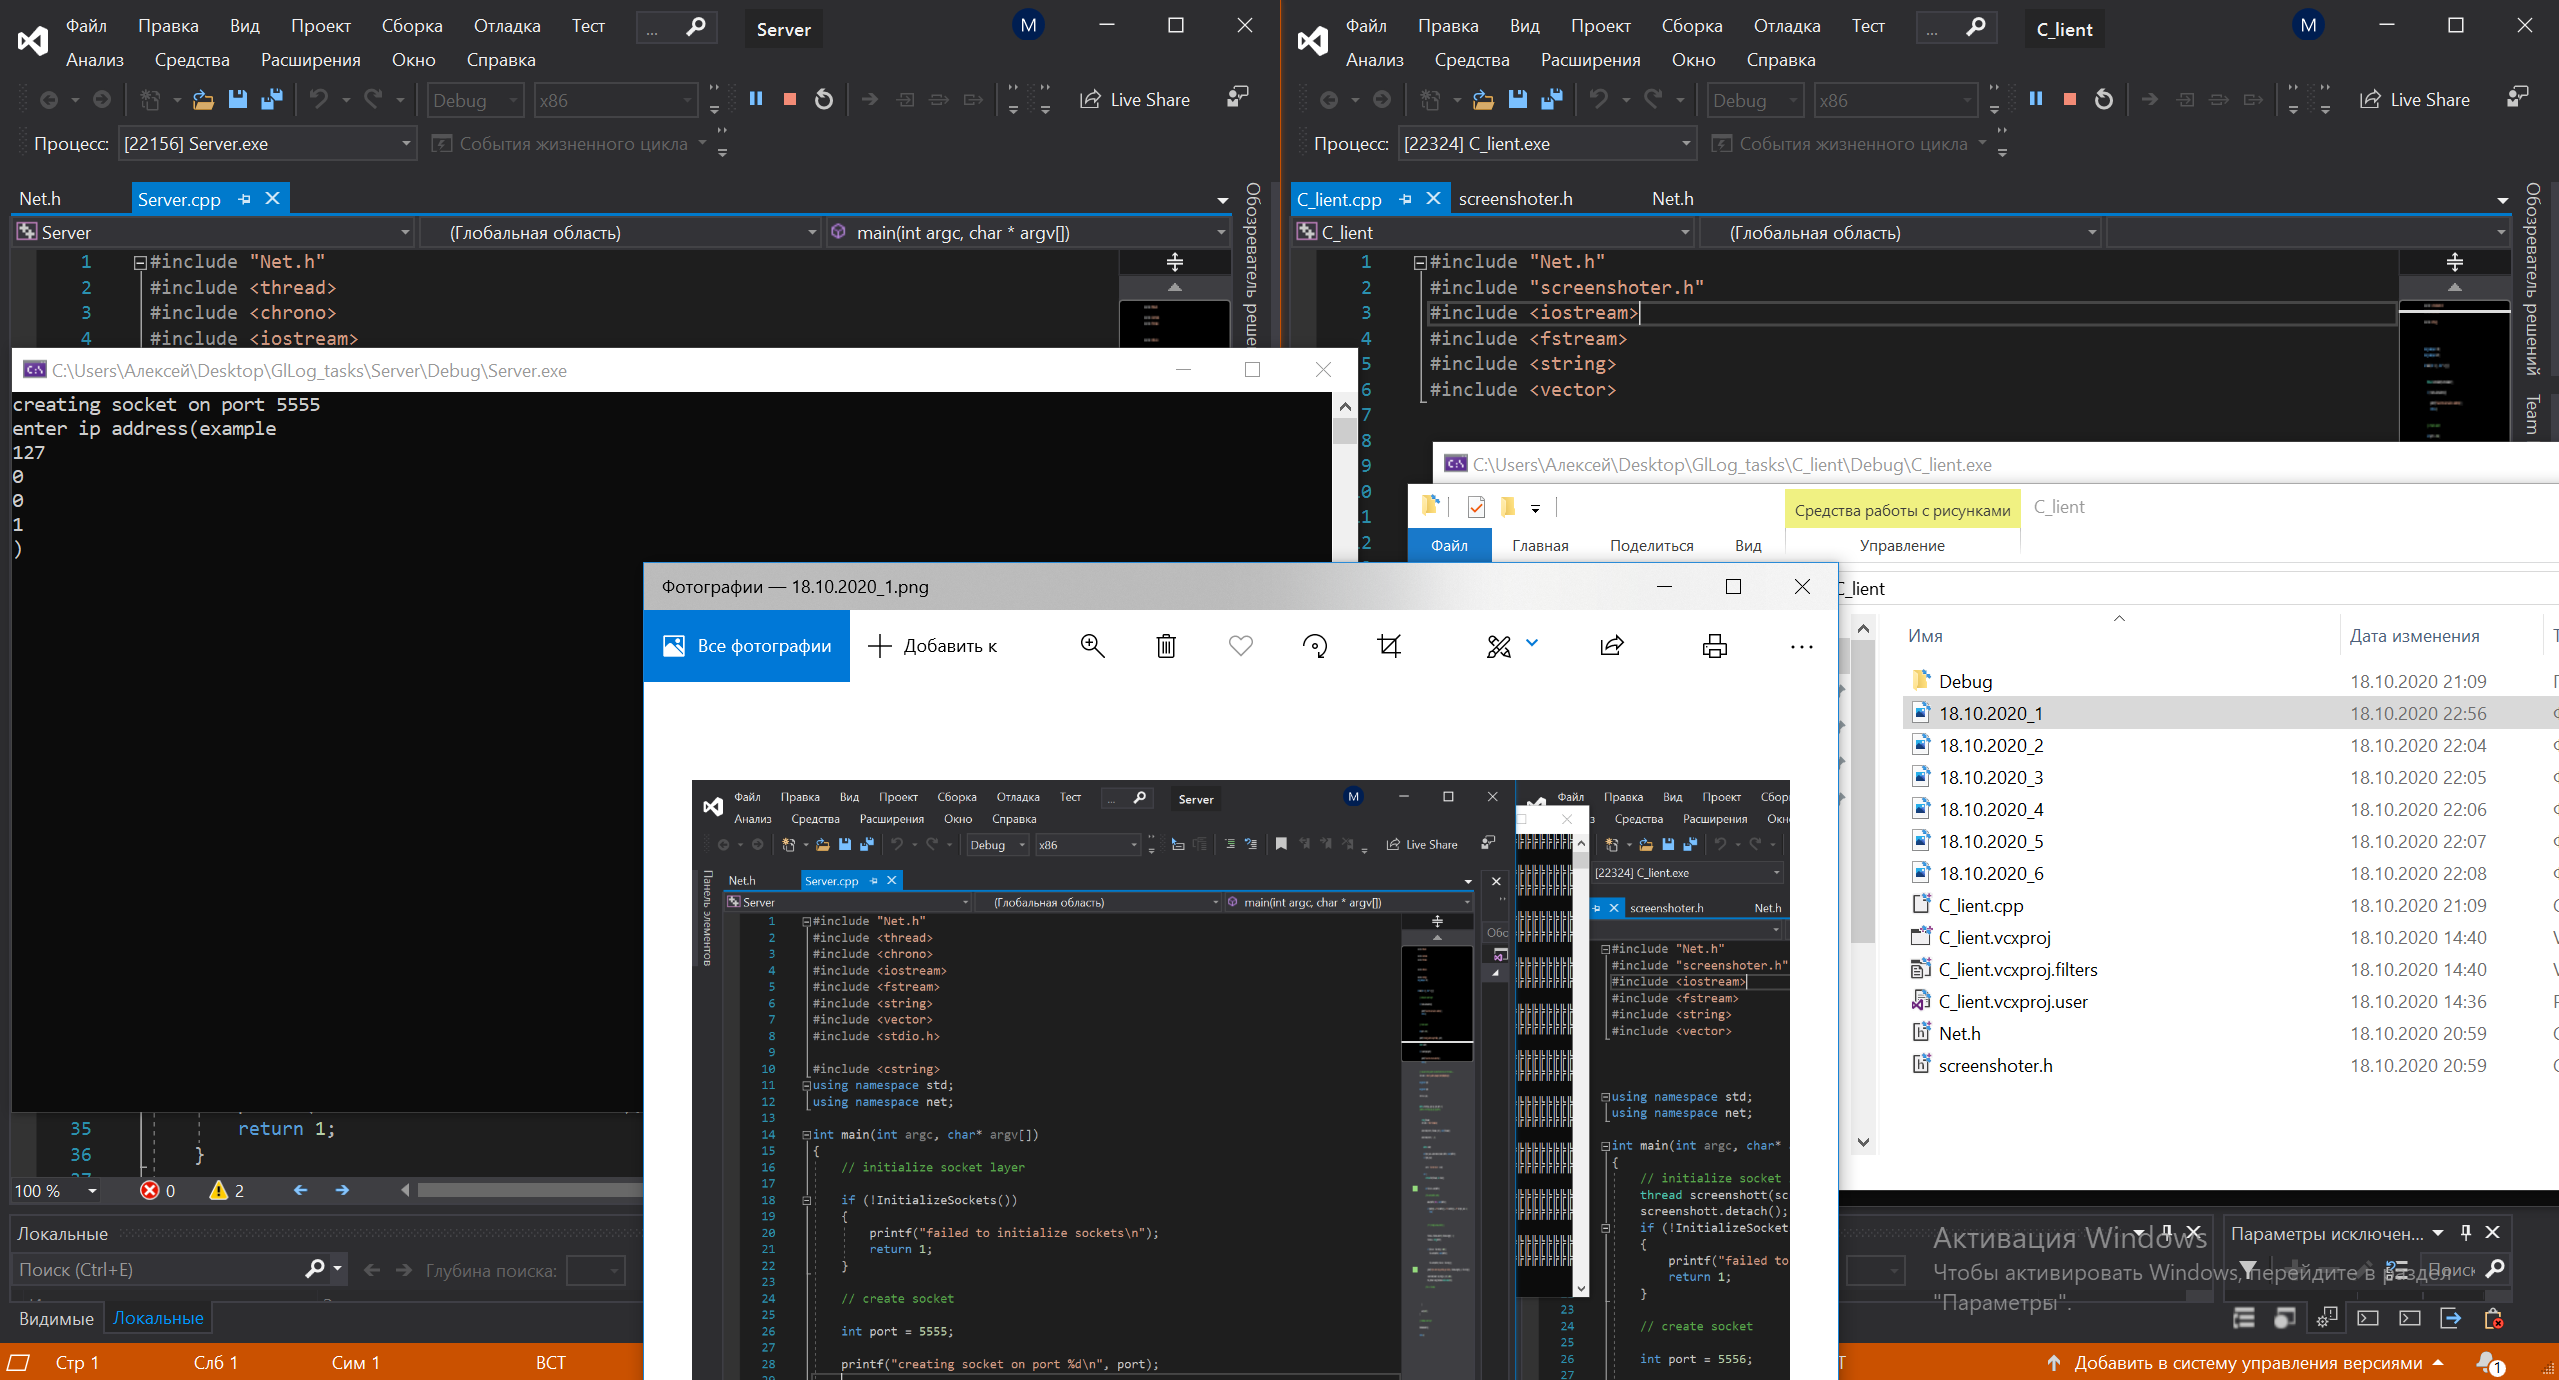 Файл Правка Вид Проект Сборка Отладка Тест ... Server M
Анализ Средства Расширения Окно Справка
Debug x86 Live Share
Процесс: [22156] Server.exe События жизненного цикла
Net.h Server.cpp
Server (Глобальная область) main(int argc, char * argv[])
1 #include "Net.h"
2 #include <thread>
3 #include <chrono>
4 #include <iostream>
Обозреватель решений
C:\Users\Алексей\Desktop\GlLog_tasks\Server\Debug\Server.exe
creating socket on port 5555
enter ip address(example
127
0
0
1
)
35 return 1;
36 }
37
100 % 0 2
Локальные
Поиск (Ctrl+E) Глубина поиска:
Видимые Локальные
Стр 1 Слб 1 Сим 1 ВСТ
Файл Правка Вид Проект Сборка Отладка Тест ... C_lient M
Анализ Средства Расширения Окно Справка
Debug x86 Live Share
Процесс: [22324] C_lient.exe События жизненного цикла
C_lient.cpp screenshoter.h Net.h
C_lient (Глобальная область)
1 #include "Net.h"
2 #include "screenshoter.h"
3 #include <iostream>
4 #include <fstream>
5 #include <string>
6 #include <vector>
7
8
9
10
11
12
Обозреватель решений Team
C:\Users\Алексей\Desktop\GlLog_tasks\C_lient\Debug\C_lient.exe
Средства работы с рисунками C_lient
Файл Главная Поделиться Вид Управление
C_lient
Имя Дата изменения
Debug 18.10.2020 21:09
18.10.2020_1 18.10.2020 22:56
18.10.2020_2 18.10.2020 22:04
18.10.2020_3 18.10.2020 22:05
18.10.2020_4 18.10.2020 22:06
18.10.2020_5 18.10.2020 22:07
18.10.2020_6 18.10.2020 22:08
C_lient.cpp 18.10.2020 21:09
C_lient.vcxproj 18.10.2020 14:40
C_lient.vcxproj.filters 18.10.2020 14:40
C_lient.vcxproj.user 18.10.2020 14:36
Net.h 18.10.2020 20:59
screenshoter.h 18.10.2020 20:59
Фотографии — 18.10.2020_1.png
Все фотографии Добавить к
Файл Правка Вид Проект Сборка Отладка Тест ... Server M
Анализ Средства Расширения Окно Справка
Debug x86 Live Share
Панель элементов
Net.h Server.cpp
Server (Глобальная область) main(int argc, char * argv[])
1 #include "Net.h"
2 #include <thread>
3 #include <chrono>
4 #include <iostream>
5 #include <fstream>
6 #include <string>
7 #include <vector>
8 #include <stdio.h>
9
10 #include <cstring>
11 using namespace std;
12 using namespace net;
13
14 int main(int argc, char* argv[])
15 {
16 // initialize socket layer
17
18 if (!InitializeSockets())
19 {
20 printf("failed to initialize sockets\n");
21 return 1;
22 }
23
24 // create socket
25
26 int port = 5555;
27
28 printf("creating socket on port %d\n", port);
29
Обос
Файл Правка Вид Проект Сбор
Средства Расширения Окн
[22324] C_lient.exe
screenshoter.h Net.h
#include "Net.h"
#include "screenshoter.h"
#include <iostream>
#include <fstream>
#include <string>
#include <vector>
using namespace std;
using namespace net;
int main(int argc, char*
{
// initialize socket
thread screenshott(sc
screenshott.detach();
if (!InitializeSocket
{
printf("failed to
return 1;
}
23
24 // create socket
25
26 int port = 5556;
27
Активация Windows
Чтобы активировать Windows, перейдите в раздел
"Параметры".
Параметры исключен...
Поиск
Добавить в систему управления версиями 1